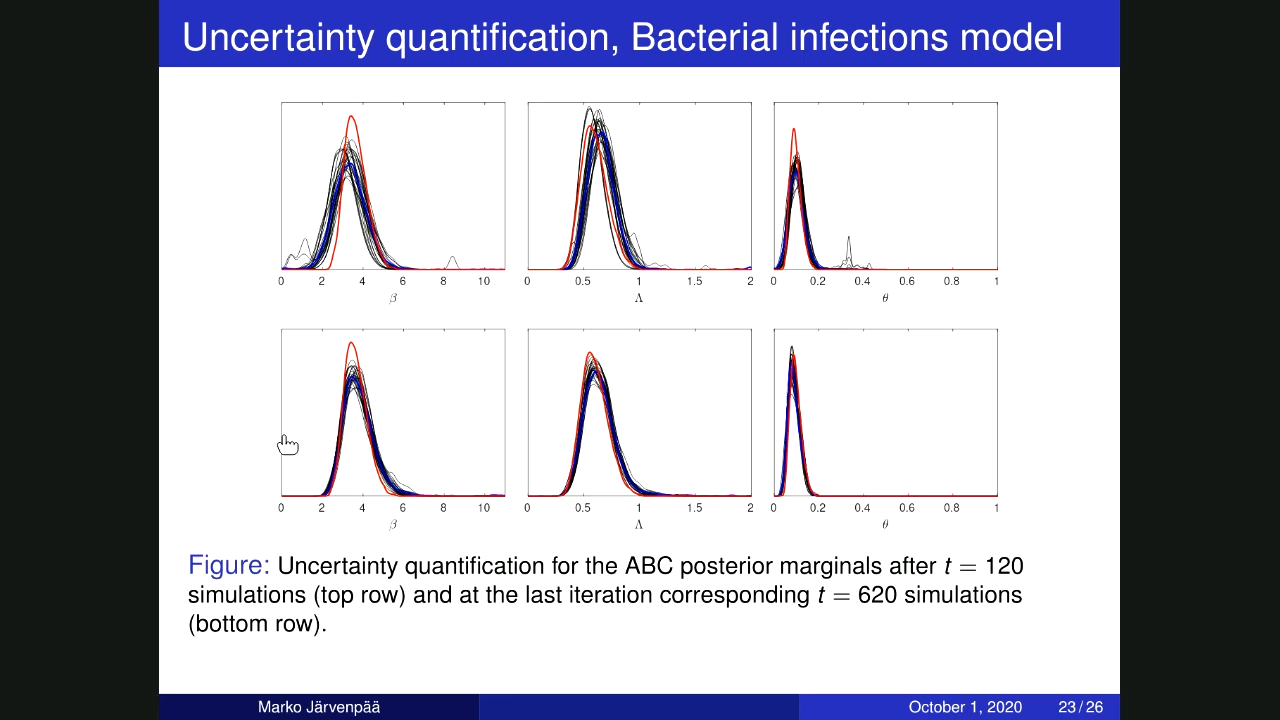 Uncertainty quantification, Bacterial infections model
0 2 4 6 8 10
β
0 0.5 1 1.5 2
Λ
0 0.2 0.4 0.6 0.8 1
θ
0 2 4 6 8 10
β
0 0.5 1 1.5 2
Λ
0 0.2 0.4 0.6 0.8 1
θ
Figure: Uncertainty quantification for the ABC posterior marginals after t = 120
simulations (top row) and at the last iteration corresponding t = 620 simulations
(bottom row).
Marko Järvenpää
October 1, 2020
23 / 26